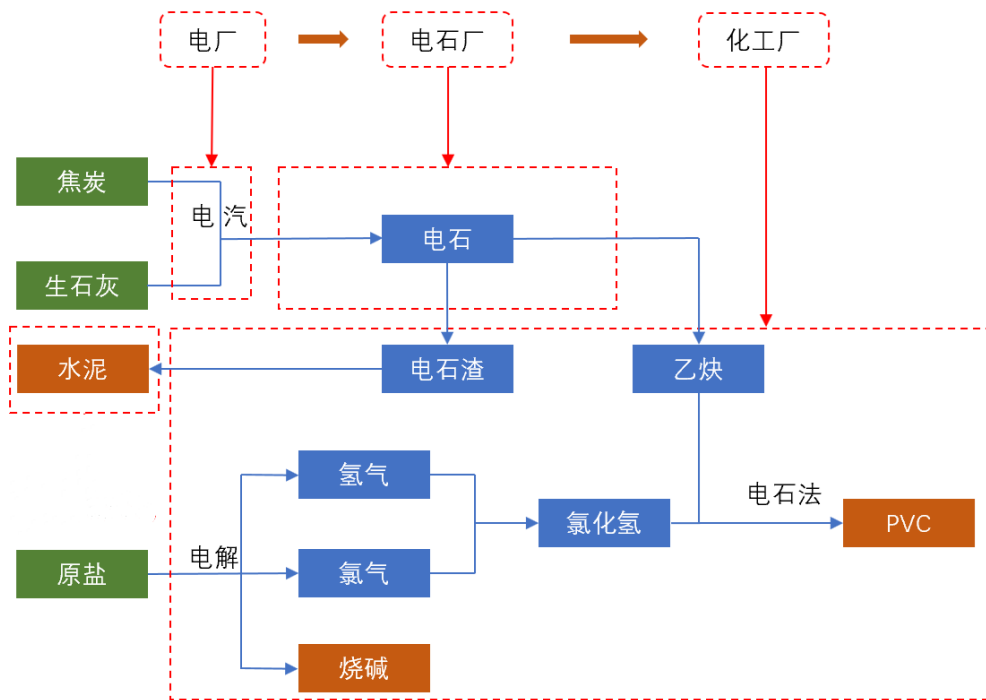 电厂
电石厂
化工厂
焦炭
电 汽
电石
生石灰
水泥
电石渣
乙炔
氢气
电石法
氯化氢
PVC
原盐
电解
氯气
烧碱